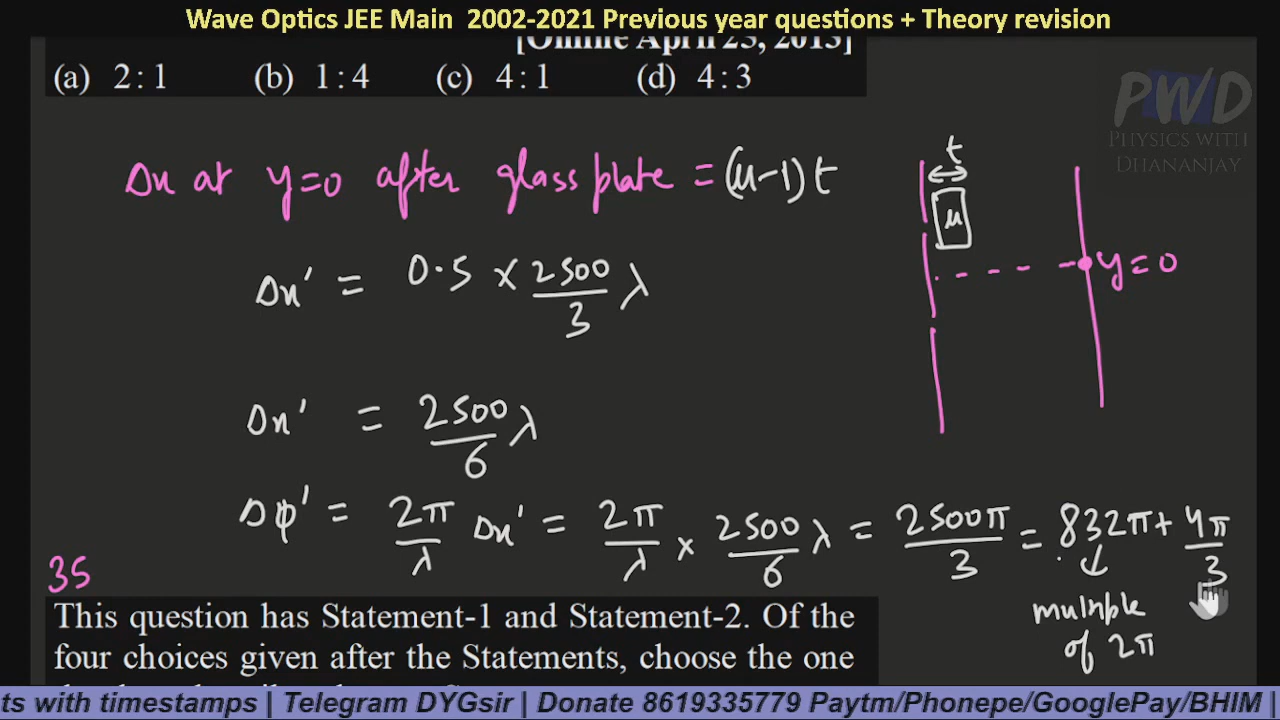 Wave Optics JEE Main 2002-2021 Previous year questions + Theory revision
[Online April 23, 2013]
(a) 2 : 1 (b) 1 : 4 (c) 4 : 1 (d) 4 : 3
PWD
PHYSICS WITH
DHANANJAY
Δx at y=0 after glass plate = (μ-1)t
t
μ
y=0
Δx' = 0.5 × 2500/3 λ
Δx' = 2500/6 λ
Δφ' = 2π/λ Δx' = 2π/λ × 2500/6 λ = 2500π/3 = 832π + 4π/3
multiple
of 2π
35
This question has Statement-1 and Statement-2. Of the
four choices given after the Statements, choose the one
ts with timestamps | Telegram DYGsir | Donate 8619335779 Paytm/Phonepe/GooglePay/BHIM |